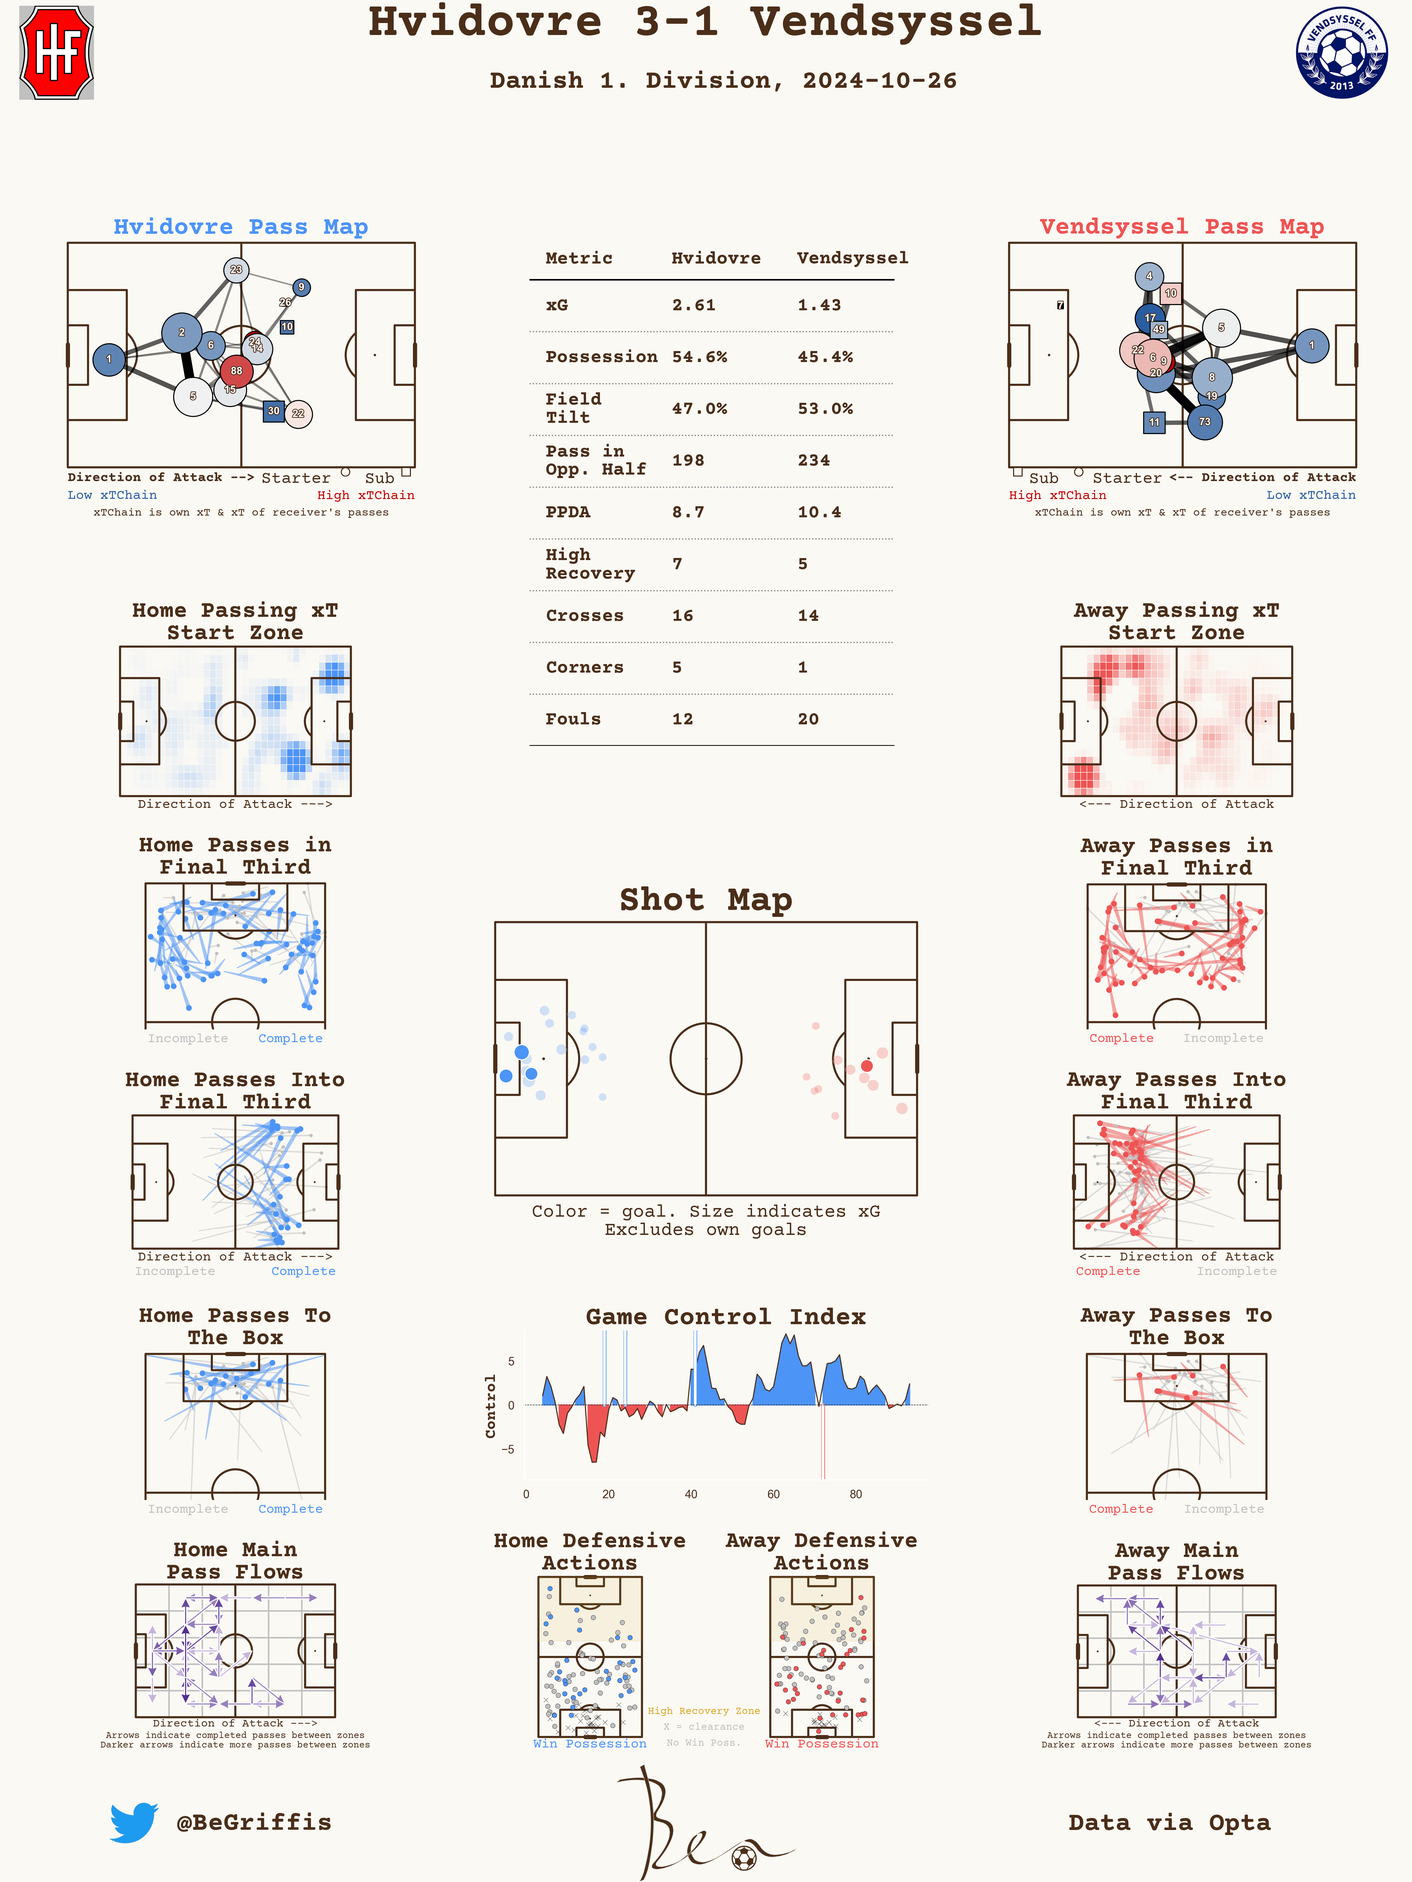 Hvidovre 3-1 Vendsyssel
Danish 1. Division, 2024-10-26
HF
VENDSYSSEL FF
2013
Hvidovre Pass Map
23
9
26
10
2
6
24
14
1
88
5
15
30
22
Direction of Attack --> Starter Sub
Low xTChain High xTChain
xTChain is own xT & xT of receiver's passes
Metric Hvidovre Vendsyssel
xG 2.61 1.43
Possession 54.6% 45.4%
Field
Tilt 47.0% 53.0%
Pass in
Opp. Half 198 234
PPDA 8.7 10.4
High
Recovery 7 5
Crosses 16 14
Corners 5 1
Fouls 12 20
Vendsyssel Pass Map
4
10
7
17
49
5
22
6
9
1
20
8
19
11
73
Sub Starter <-- Direction of Attack
High xTChain Low xTChain
xTChain is own xT & xT of receiver's passes
Home Passing xT
Start Zone
Direction of Attack --->
Away Passing xT
Start Zone
<--- Direction of Attack
Home Passes in
Final Third
Incomplete Complete
Away Passes in
Final Third
Complete Incomplete
Shot Map
Color = goal. Size indicates xG
Excludes own goals
Home Passes Into
Final Third
Direction of Attack --->
Incomplete Complete
Away Passes Into
Final Third
<--- Direction of Attack
Complete Incomplete
Home Passes To
The Box
Incomplete Complete
Game Control Index
Control
5
0
−5
0 20 40 60 80
Away Passes To
The Box
Complete Incomplete
Home Main
Pass Flows
Direction of Attack --->
Arrows indicate completed passes between zones
Darker arrows indicate more passes between zones
Home Defensive
Actions
Win Possession
High Recovery Zone
X = clearance
No Win Poss.
Away Defensive
Actions
Win Possession
Away Main
Pass Flows
<--- Direction of Attack
Arrows indicate completed passes between zones
Darker arrows indicate more passes between zones
@BeGriffis
Ben
Data via Opta